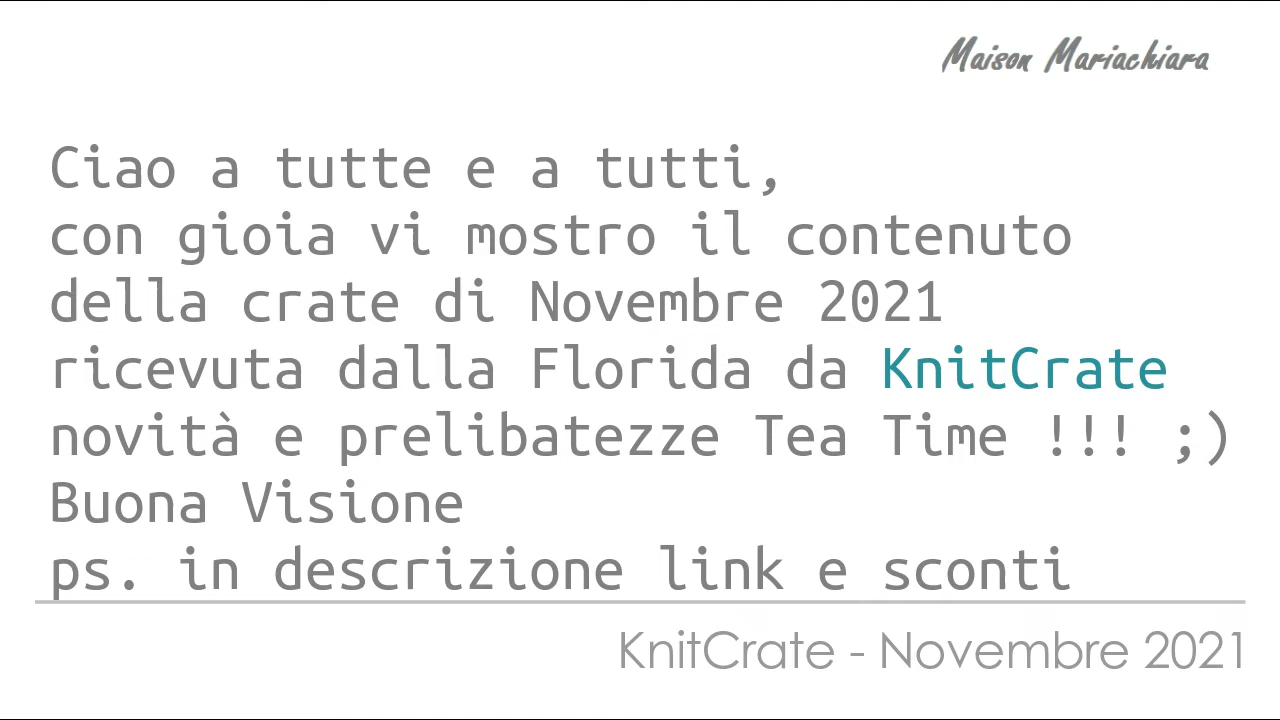 Maison Mariachiara
Ciao a tutte e a tutti,
con gioia vi mostro il contenuto
della crate di Novembre 2021
ricevuta dalla Florida da KnitCrate
novità e prelibatezze Tea Time !!! ;)
Buona Visione
ps. in descrizione link e sconti
KnitCrate - Novembre 2021